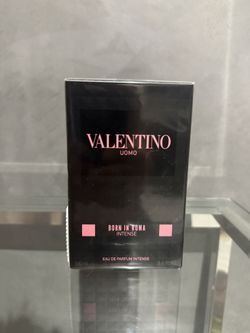 VALENTINO
UOMO
BORN IN ROMA
INTENSE
EAU DE PARFUM INTENSE